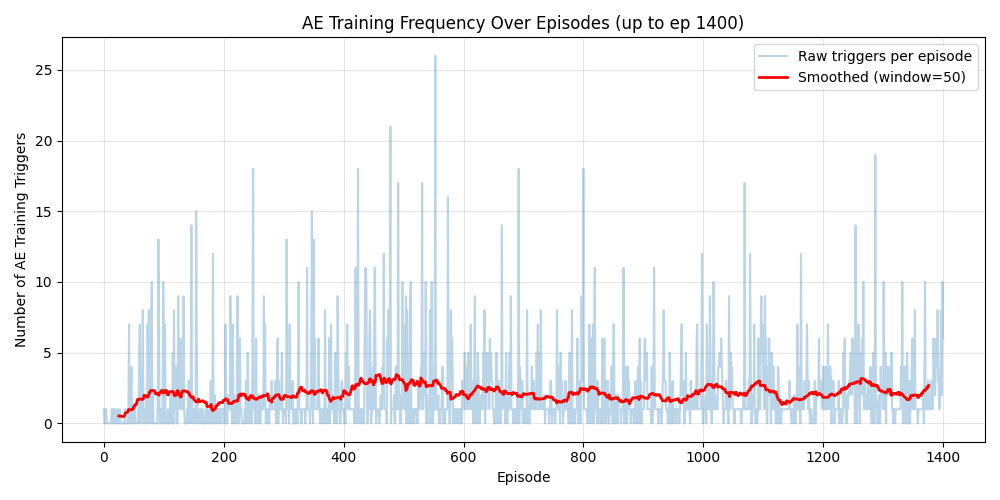 AE Training Frequency Over Episodes (up to ep 1400)
Raw triggers per episode
Smoothed (window=50)
Number of AE Training Triggers
25
20
15
10
5
0
0 200 400 600 800 1000 1200 1400
Episode